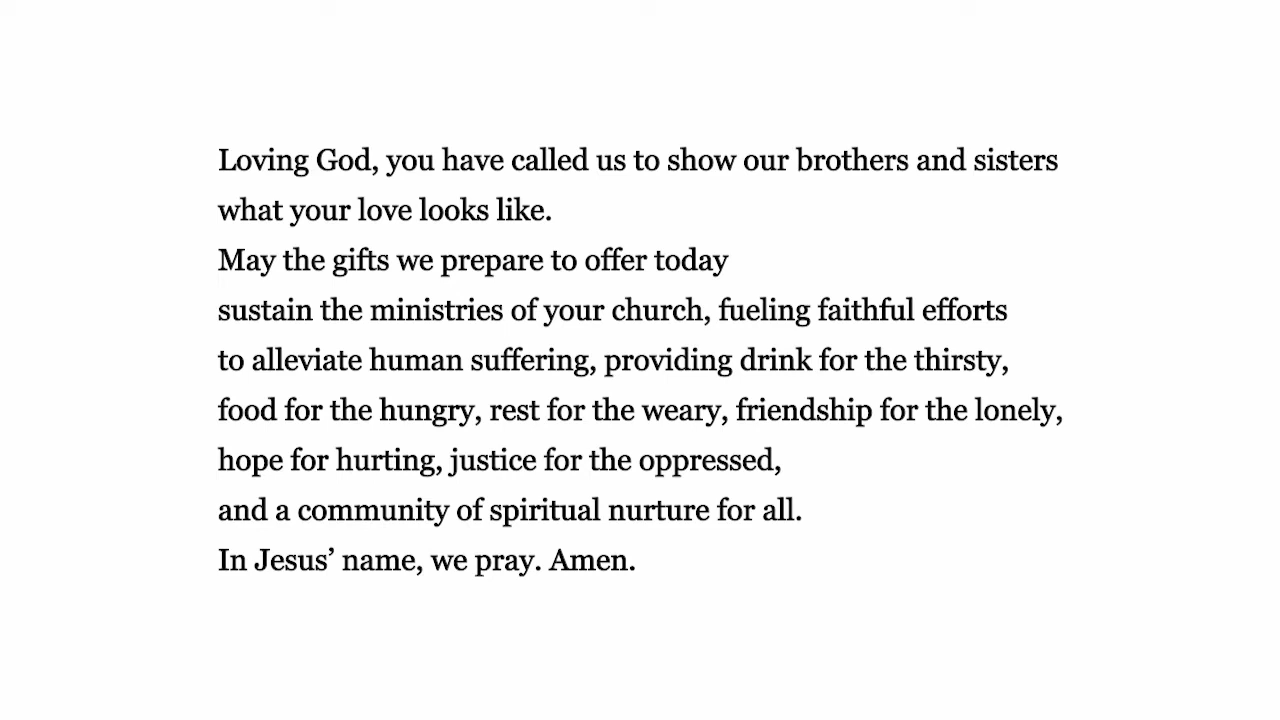 Loving God, you have called us to show our brothers and sisters
what your love looks like.
May the gifts we prepare to offer today
sustain the ministries of your church, fueling faithful efforts
to alleviate human suffering, providing drink for the thirsty,
food for the hungry, rest for the weary, friendship for the lonely,
hope for hurting, justice for the oppressed,
and a community of spiritual nurture for all.
In Jesus’ name, we pray. Amen.